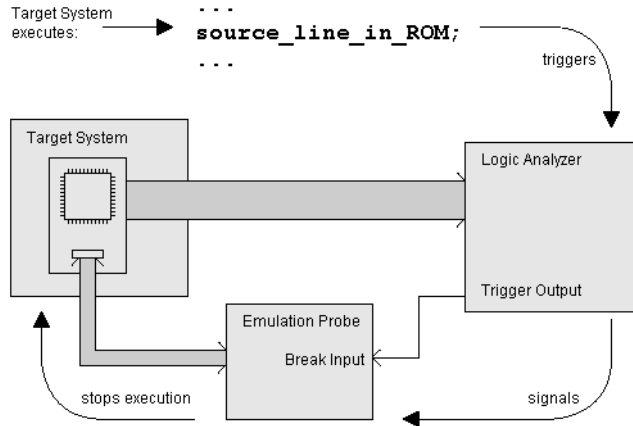 Target System
executes:
...
source_line_in_ROM;
...
triggers
Target System
Logic Analyzer
Trigger Output
Emulation Probe
Break Input
stops execution
signals